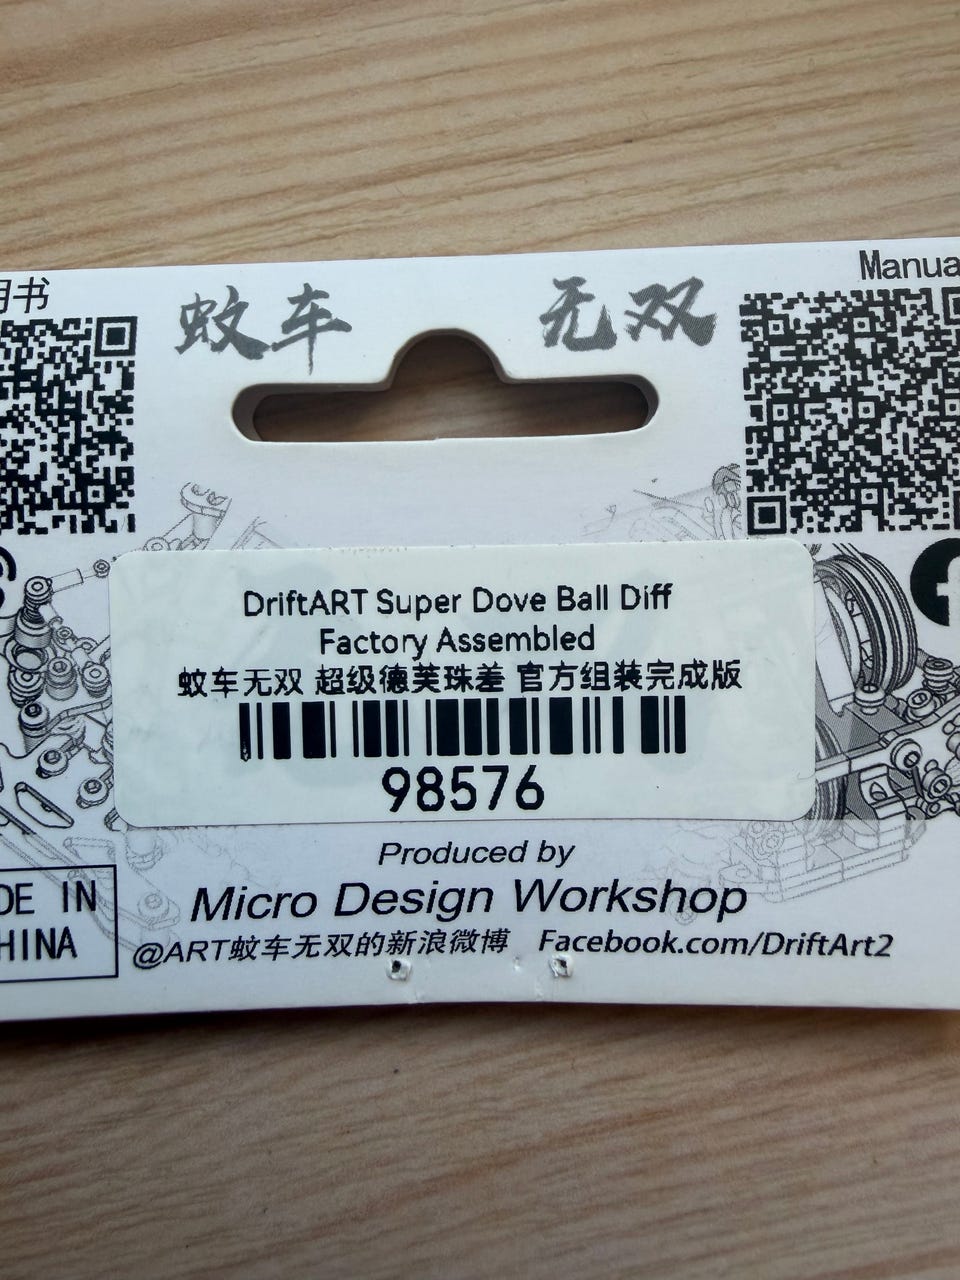 明书
Manua
蚊车 无双
DriftART Super Dove Ball Diff
Factory Assembled
蚊车无双 超级德芙珠差 官方组装完成版
98576
Produced by
Micro Design Workshop
DE IN
HINA
@ART蚊车无双的新浪微博 Facebook.com/DriftArt2